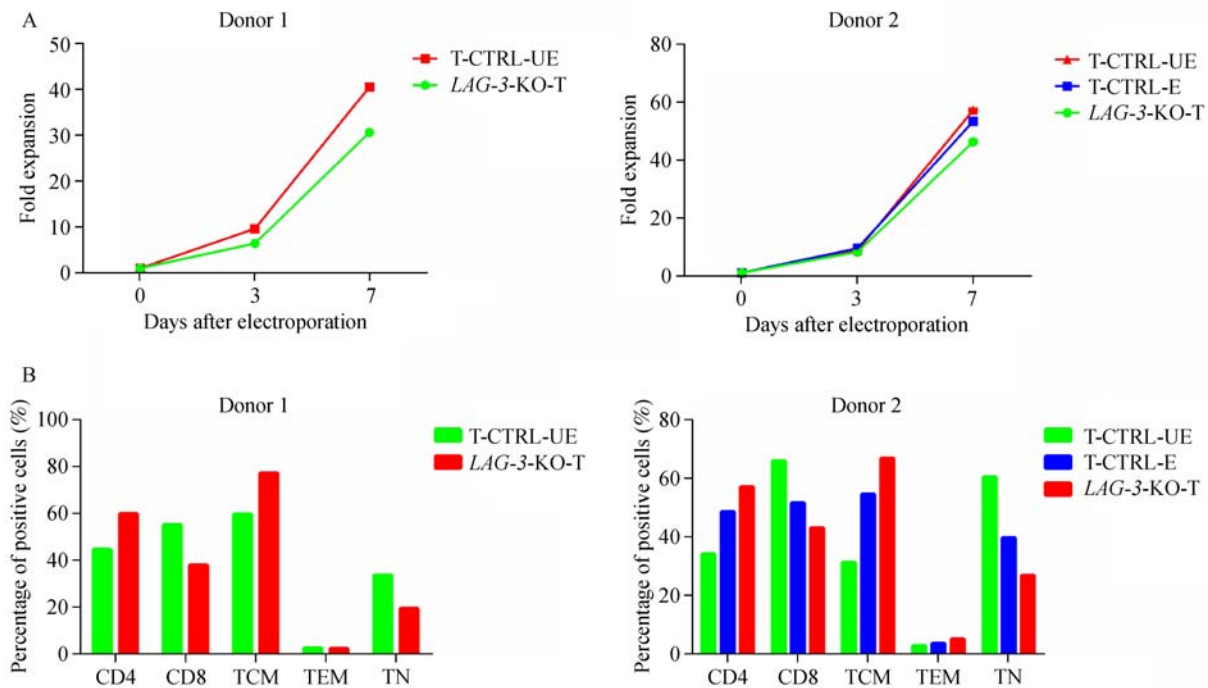 A
Donor 1
50
40
30
20
10
0
Fold expansion
0 3 7
Days after electroporation
T-CTRL-UE
LAG-3-KO-T
Donor 2
80
60
40
20
0
Fold expansion
0 3 7
Days after electroporation
T-CTRL-UE
T-CTRL-E
LAG-3-KO-T
B
Donor 1
100
80
60
40
20
0
Percentage of positive cells (%)
CD4 CD8 TCM TEM TN
T-CTRL-UE
LAG-3-KO-T
Donor 2
80
60
40
20
0
Percentage of positive cells (%)
CD4 CD8 TCM TEM TN
T-CTRL-UE
T-CTRL-E
LAG-3-KO-T